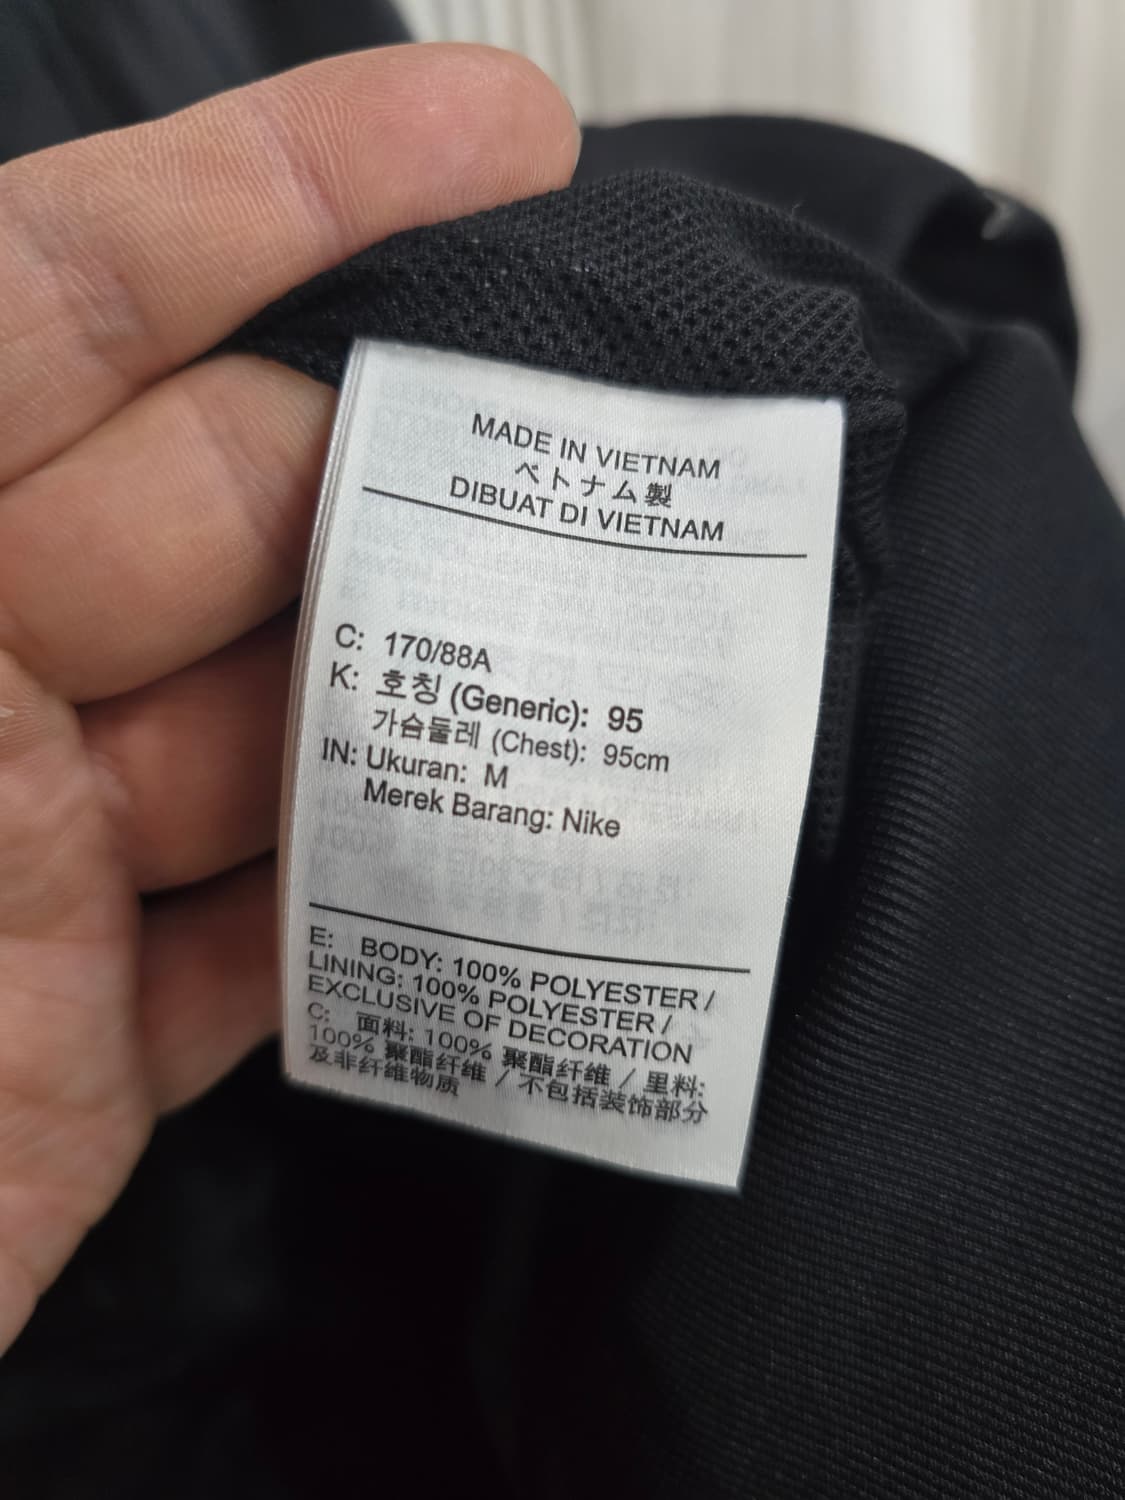 MADE IN VIETNAM
ベトナム製
DIBUAT DI VIETNAM
C: 170/88A
K: 호칭 (Generic): 95
가슴둘레 (Chest): 95cm
IN: Ukuran: M
Merek Barang: Nike
E: BODY: 100% POLYESTER /
LINING: 100% POLYESTER /
EXCLUSIVE OF DECORATION
C: 面料: 100% 聚酯纤维 / 里料:
100% 聚酯纤维 / 不包括装饰部分
及非纤维物质